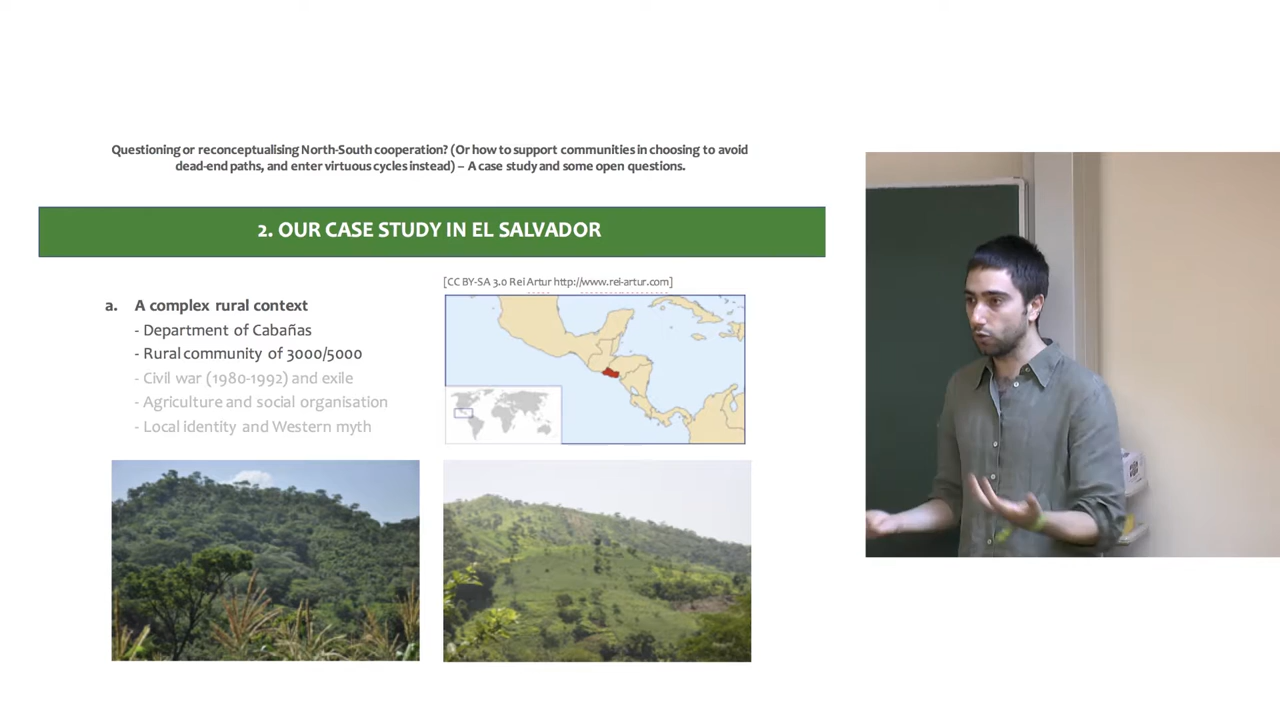 Questioning or reconceptualising North-South cooperation? (Or how to support communities in choosing to avoid
dead-end paths, and enter virtuous cycles instead) – A case study and some open questions.
2. OUR CASE STUDY IN EL SALVADOR
[CC BY-SA 3.0 Rei Artur http://www.rei-artur.com]
a. A complex rural context
- Department of Cabañas
- Rural community of 3000/5000
- Civil war (1980-1992) and exile
- Agriculture and social organisation
- Local identity and Western myth